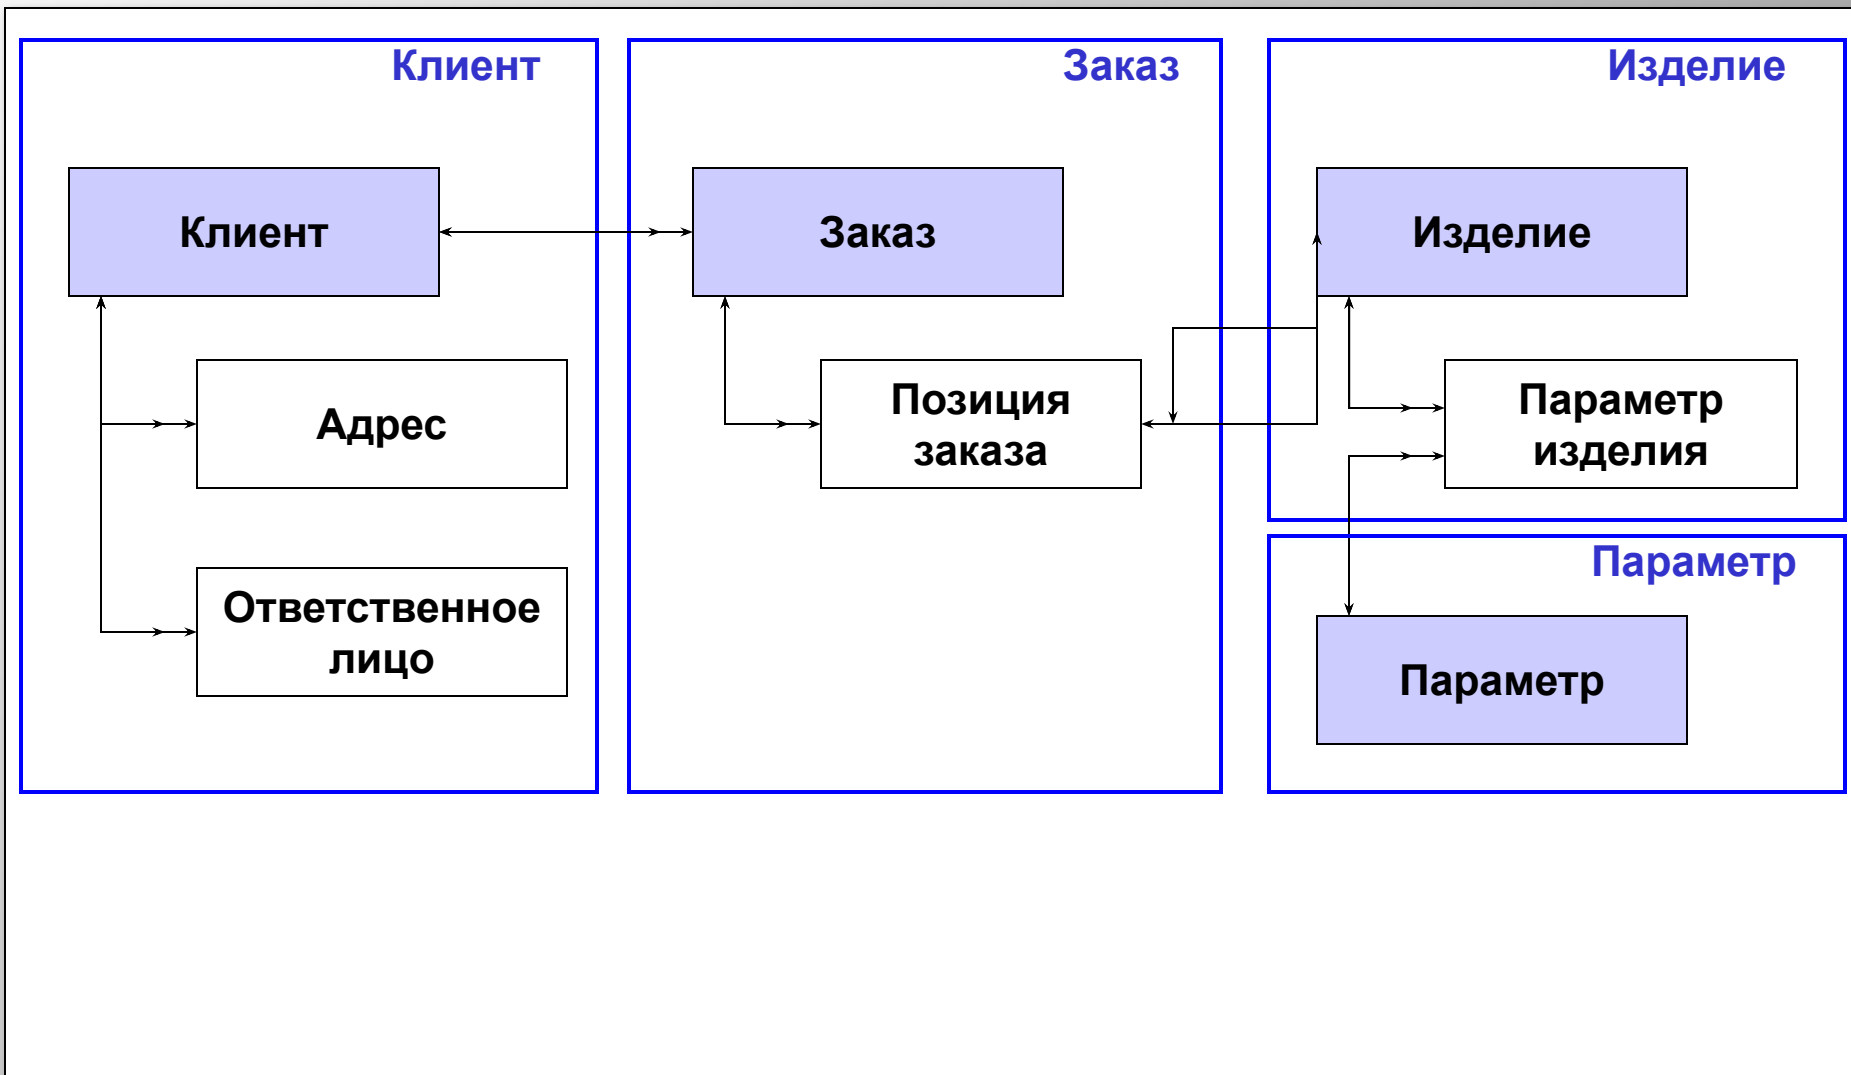 Клиент
Заказ
Изделие
Клиент
Заказ
Изделие
Адрес
Позиция
заказа
Параметр
изделия
Параметр
Ответственное
лицо
Параметр